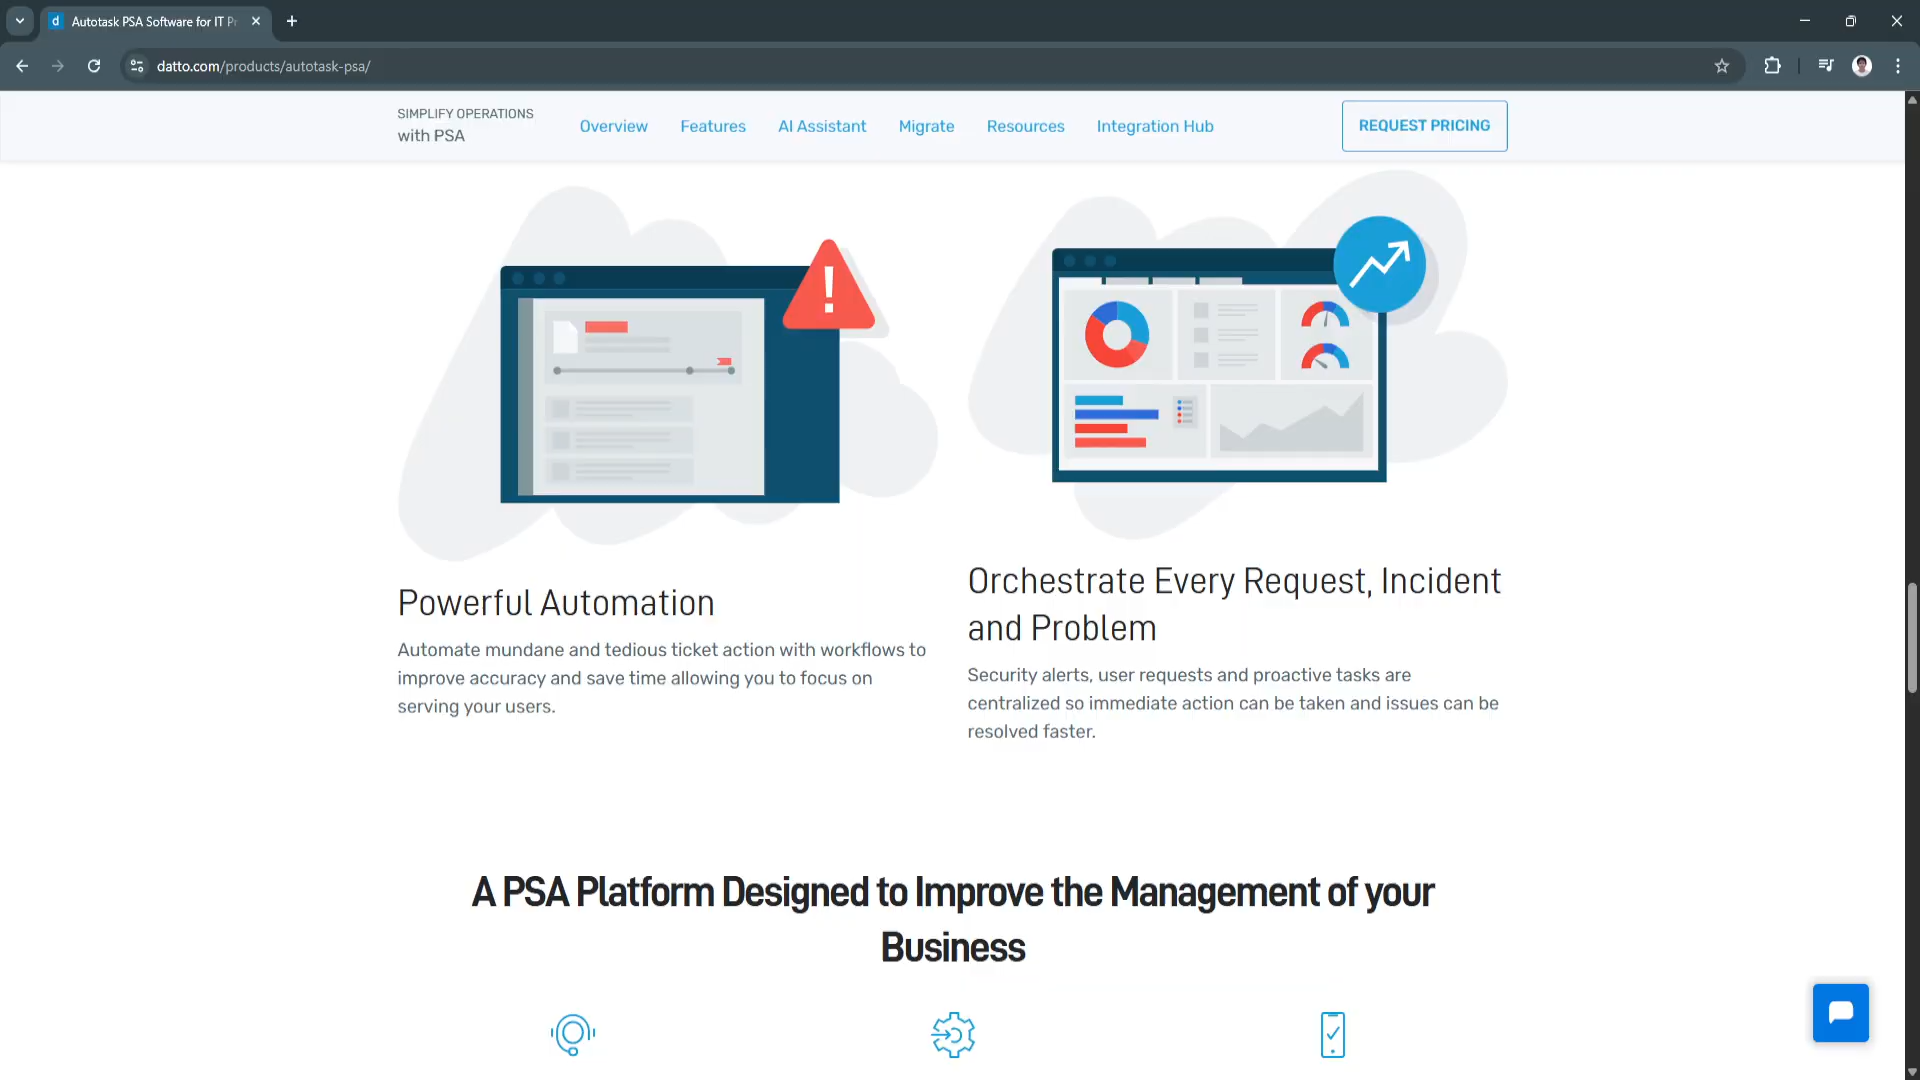 Autotask PSA Software for IT Pr
datto.com/products/autotask-psa/
SIMPLIFY OPERATIONS
with PSA
Overview
Features
AI Assistant
Migrate
Resources
Integration Hub
REQUEST PRICING
Powerful Automation
Automate mundane and tedious ticket action with workflows to
improve accuracy and save time allowing you to focus on
serving your users.
Orchestrate Every Request, Incident
and Problem
Security alerts, user requests and proactive tasks are
centralized so immediate action can be taken and issues can be
resolved faster.
A PSA Platform Designed to Improve the Management of your
Business